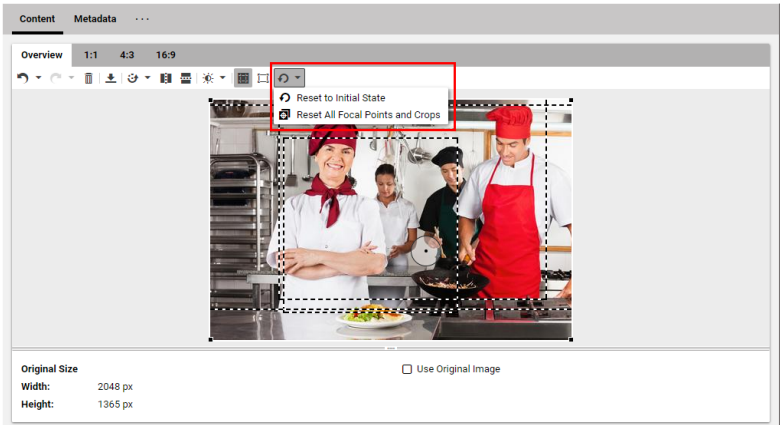 Content Metadata ...
Overview 1:1 4:3 16:9
Reset to Initial State
Reset All Focal Points and Crops
Original Size
Use Original Image
Width: 2048 px
Height: 1365 px